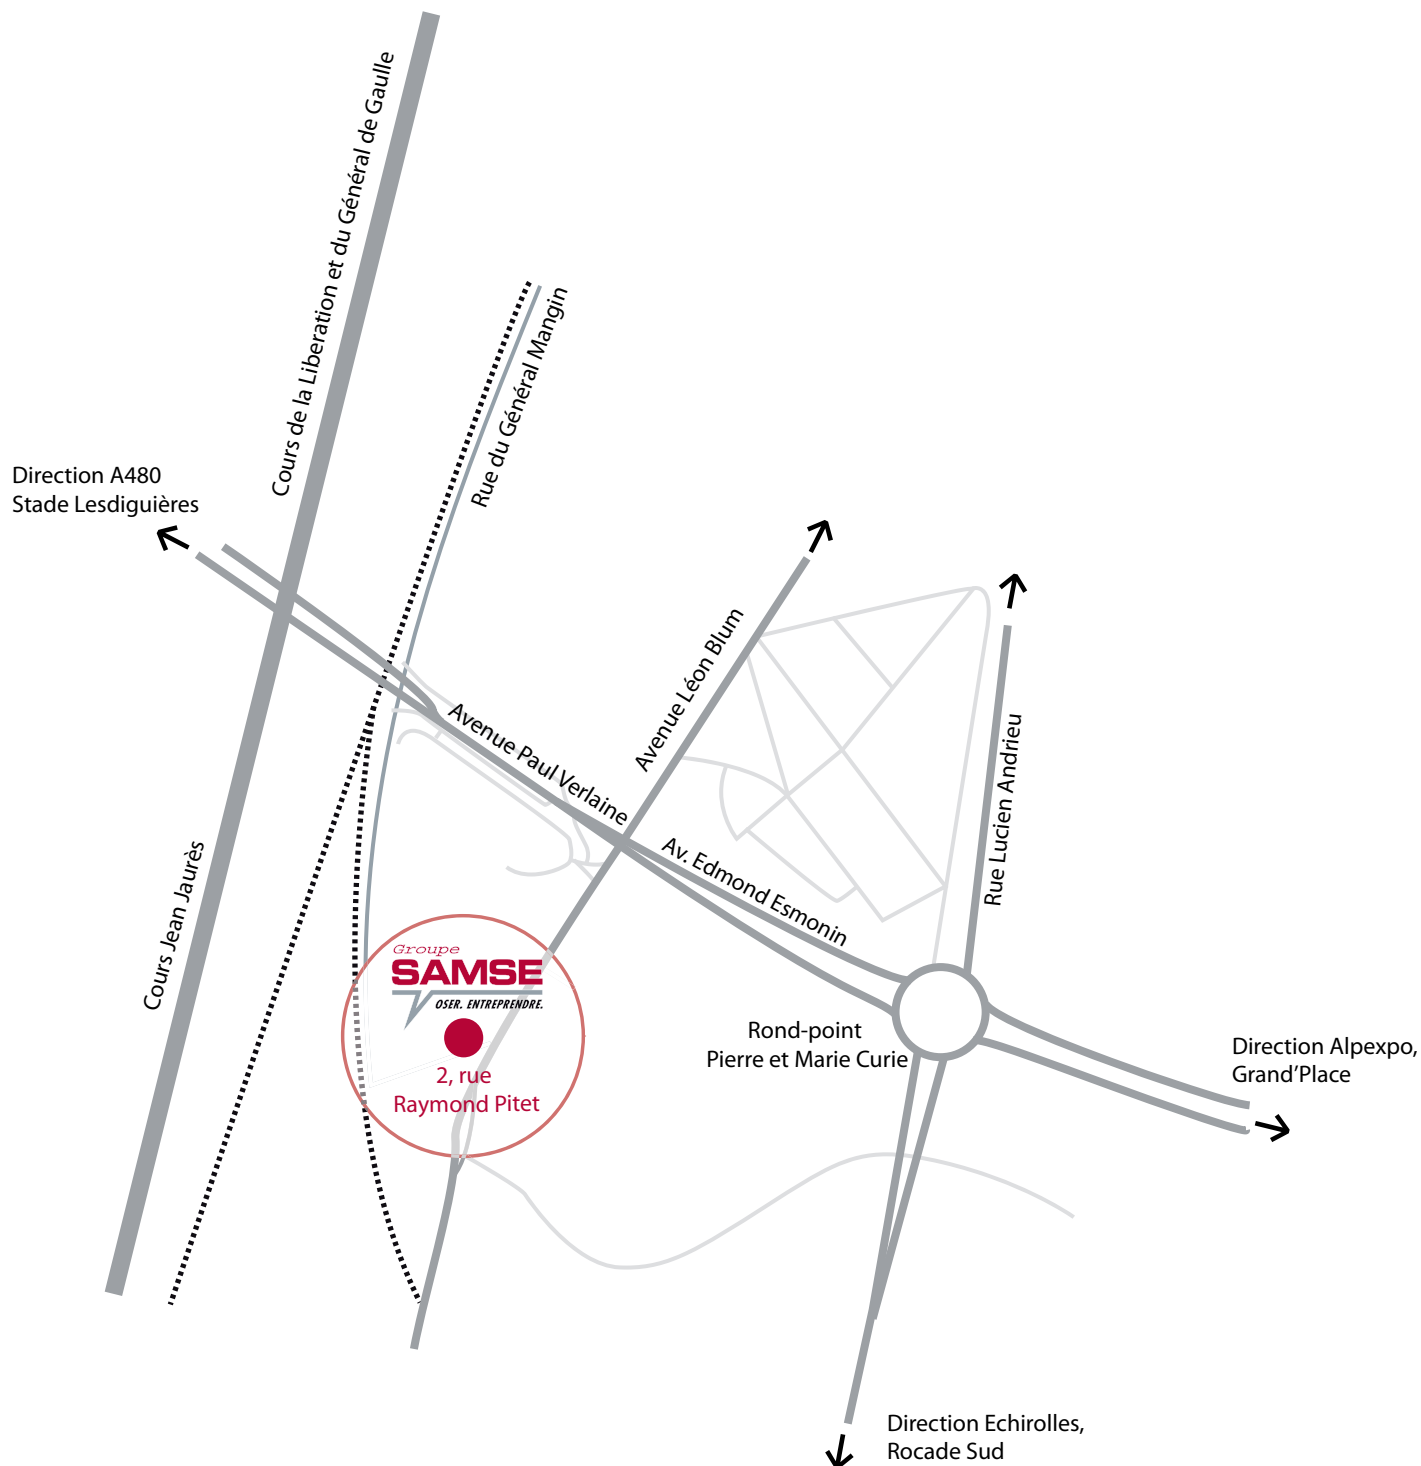 Cours de la Liberation et du Général de Gaulle
Rue du Général Mangin
Direction A480
Stade Lesdiguières
Avenue Léon Blum
Avenue Paul Verlaine
Rue Lucien Andrieu
Av. Edmond Esmonin
Cours Jean Jaurès
Groupe
SAMSE
OSER. ENTREPRENDRE.
2, rue
Raymond Pitet
Rond-point
Pierre et Marie Curie
Direction Alpexpo,
Grand'Place
Direction Echirolles,
Rocade Sud